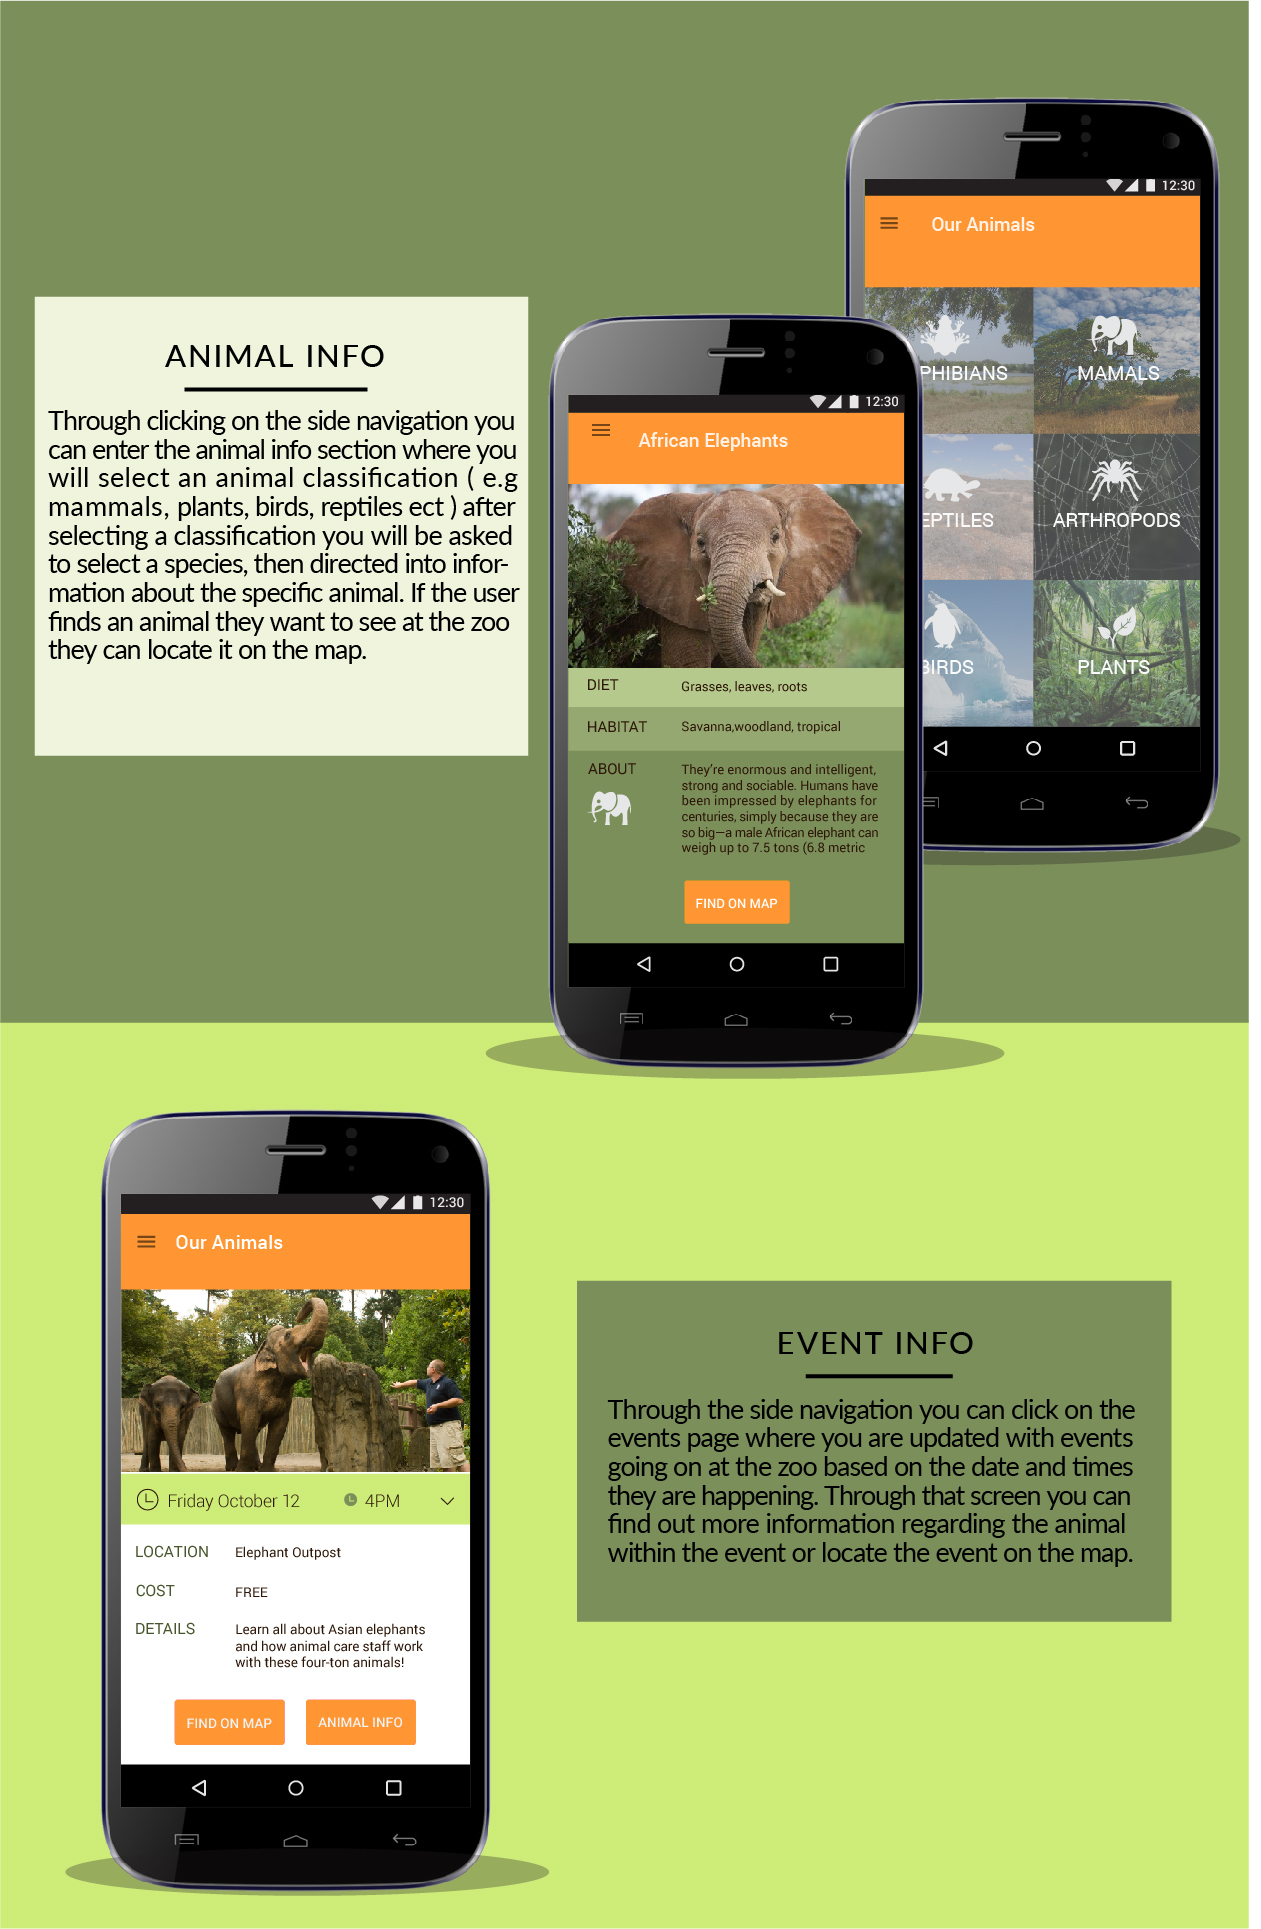 12:30
Our Animals
PHIBIANS
MAMALS
EPTILES
ARTHROPODS
BIRDS
PLANTS
ANIMAL INFO
Through clicking on the side navigation you
can enter the animal info section where you
will select an animal classification ( e.g
mammals, plants, birds, reptiles ect ) after
selecting a classification you will be asked
to select a species, then directed into infor-
mation about the specific animal. If the user
finds an animal they want to see at the zoo
they can locate it on the map.
12:30
African Elephants
DIET Grasses, leaves, roots
HABITAT Savanna,woodland, tropical
ABOUT They're enormous and intelligent,
strong and sociable. Humans have
been impressed by elephants for
centuries, simply because they are
so big—a male African elephant can
weigh up to 7.5 tons (6.8 metric
FIND ON MAP
12:30
Our Animals
Friday October 12 4PM
LOCATION Elephant Outpost
COST FREE
DETAILS Learn all about Asian elephants
and how animal care staff work
with these four-ton animals!
FIND ON MAP ANIMAL INFO
EVENT INFO
Through the side navigation you can click on the
events page where you are updated with events
going on at the zoo based on the date and times
they are happening. Through that screen you can
find out more information regarding the animal
within the event or locate the event on the map.